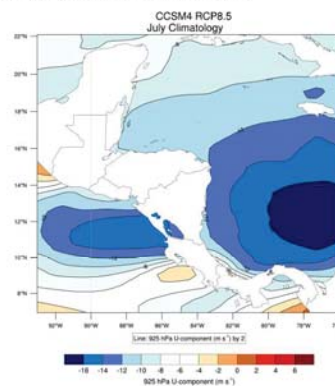 CCSM4 RCP8.5
July Climatology
22°N
20°N
18°N
16°N
14°N
12°N
10°N
8°N
92°W 90°W 88°W 86°W 84°W 82°W 80°W 78°W 76°W
Line: 925 hPa U-component (m s⁻¹) by 2
-16 -14 -12 -10 -8 -6 -4 -2 0 2 4 6
925 hPa U-component (m s⁻¹)